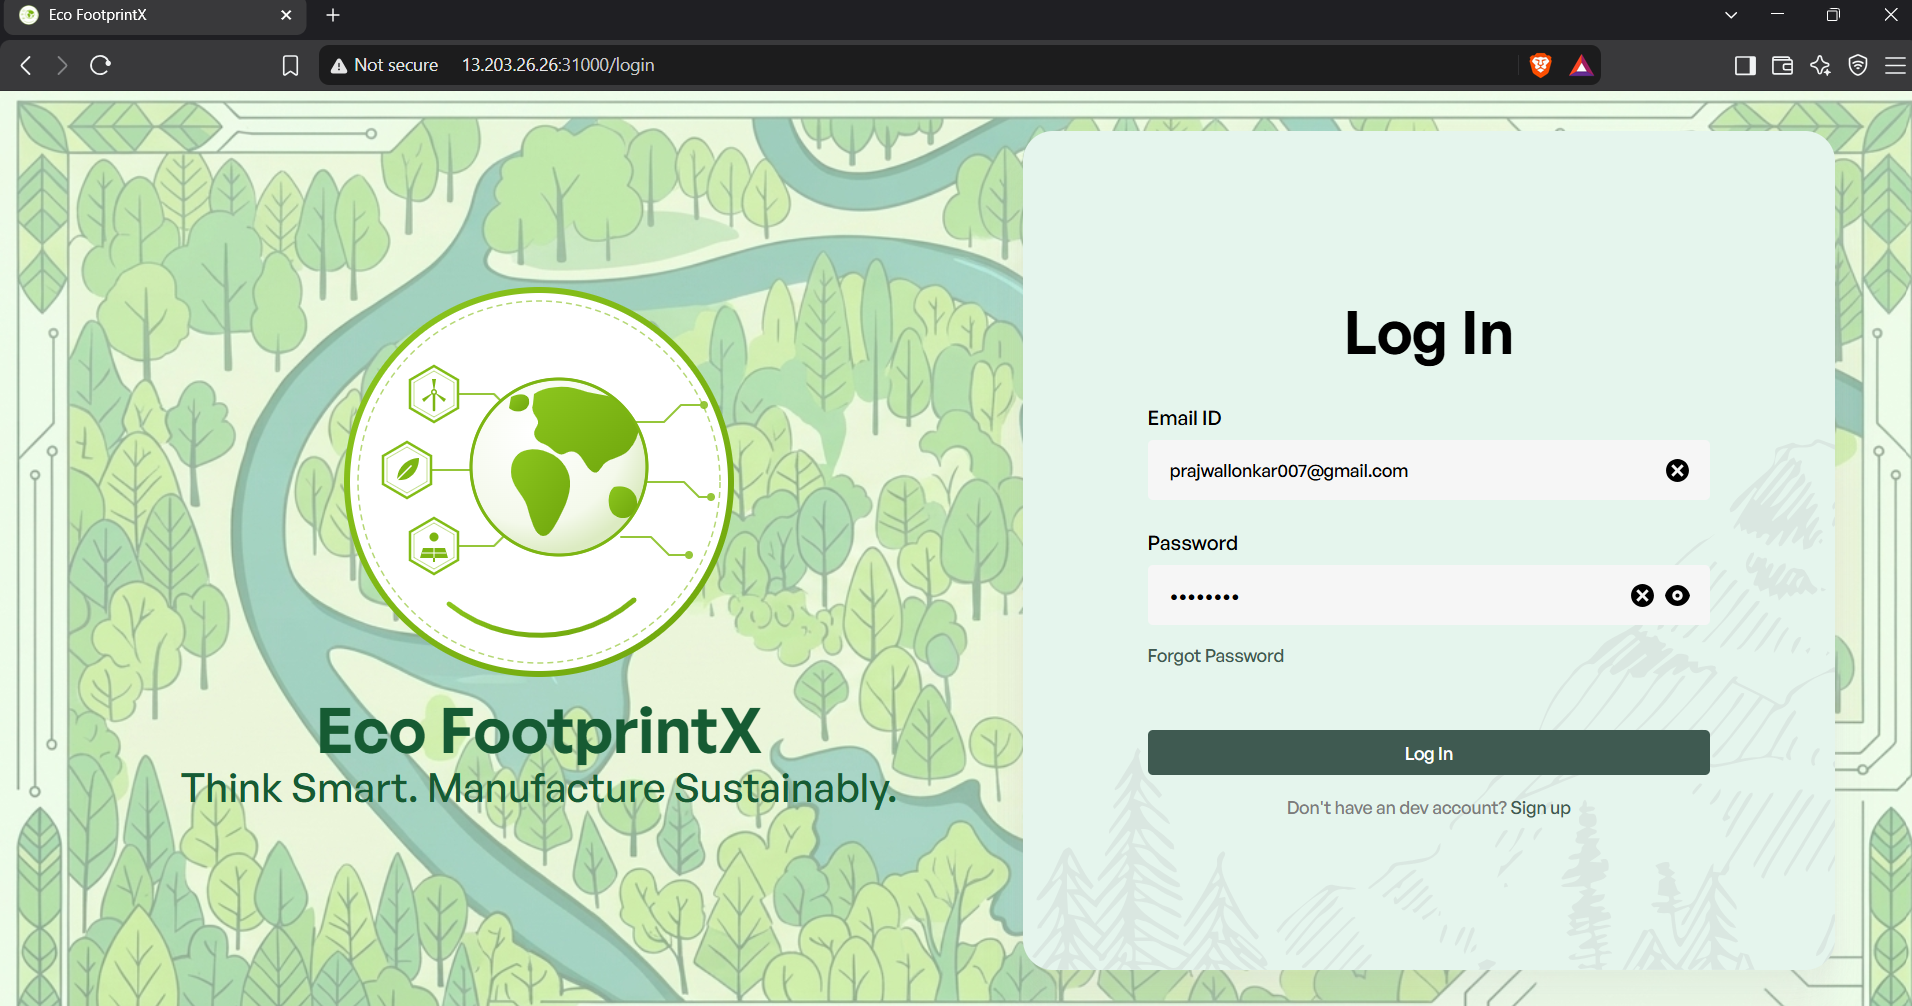 Eco FootprintX
Not secure 13.203.26.26:31000/login
Eco FootprintX
Think Smart. Manufacture Sustainably.
Log In
Email ID
prajwallonkar007@gmail.com
Password
••••••••
Forgot Password
Log In
Don't have an dev account? Sign up